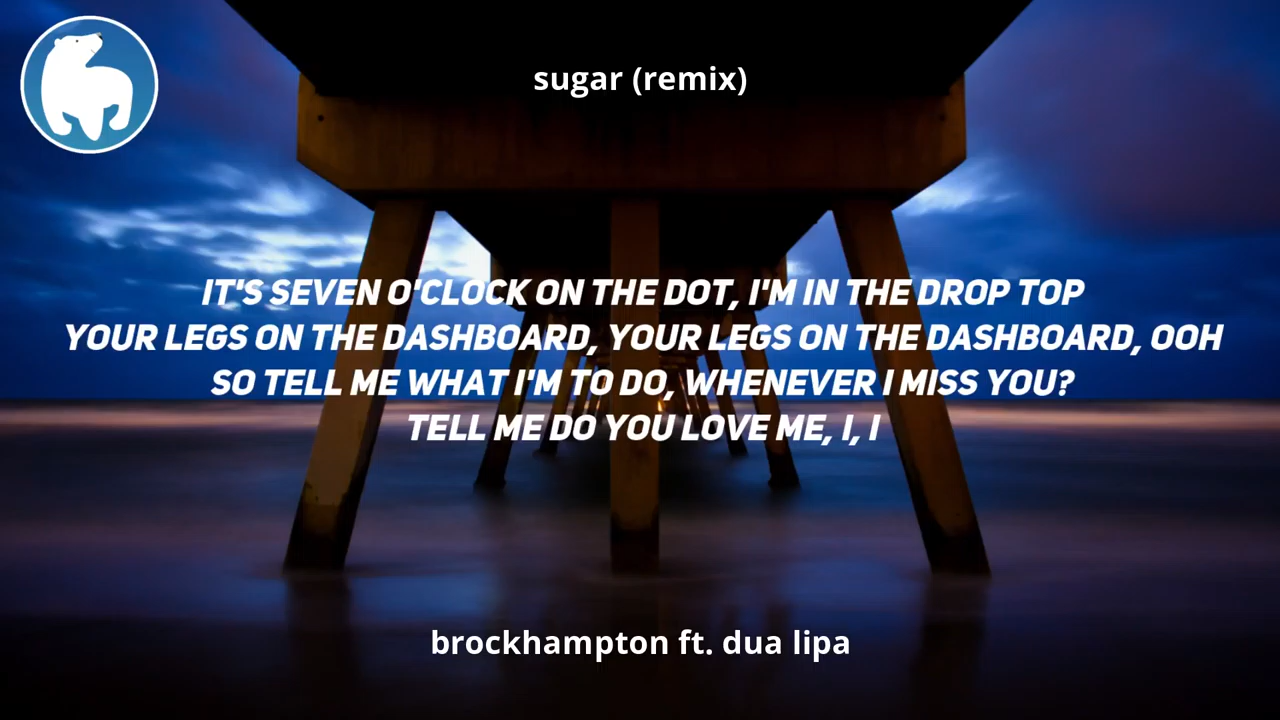 sugar (remix)
IT'S SEVEN O'CLOCK ON THE DOT, I'M IN THE DROP TOP
YOUR LEGS ON THE DASHBOARD, YOUR LEGS ON THE DASHBOARD, OOH
SO TELL ME WHAT I'M TO DO, WHENEVER I MISS YOU?
TELL ME DO YOU LOVE ME, I, I
brockhampton ft. dua lipa